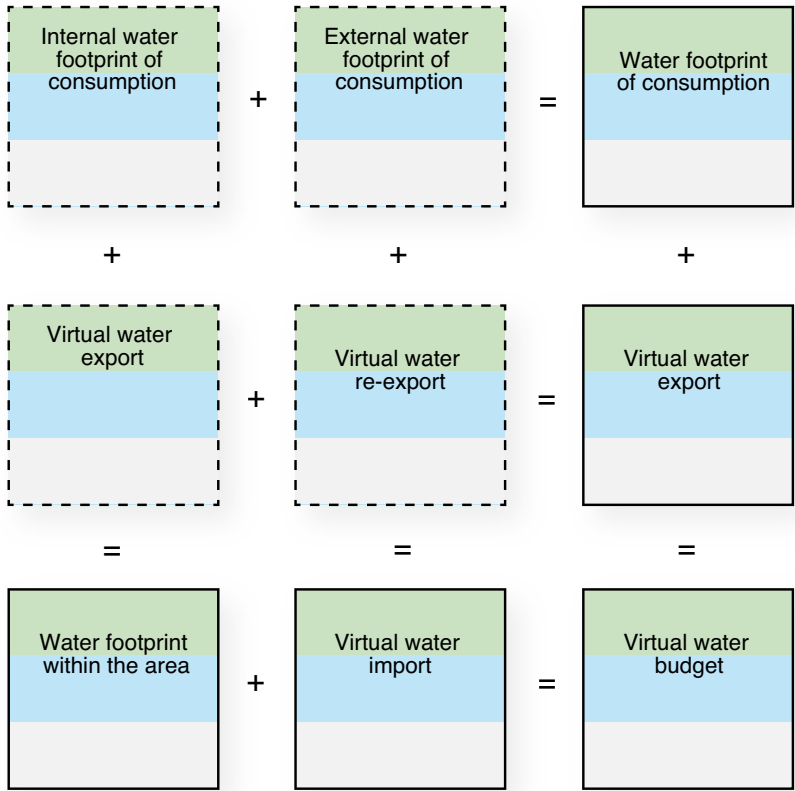 Internal water
footprint of
consumption
+
External water
footprint of
consumption
=
Water footprint
of consumption
+
+
+
Virtual water
export
+
Virtual water
re-export
=
Virtual water
export
=
=
=
Water footprint
within the area
+
Virtual water
import
=
Virtual water
budget